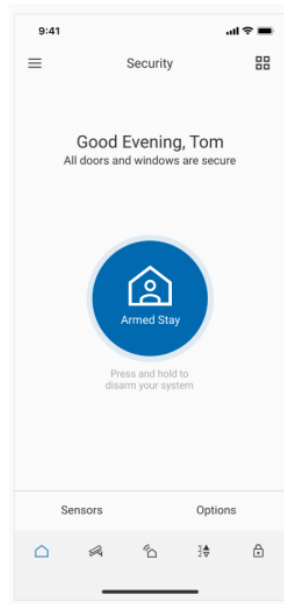 9:41
Security
Good Evening, Tom
All doors and windows are secure
Armed Stay
Press and hold to
disarm your system
Sensors
Options